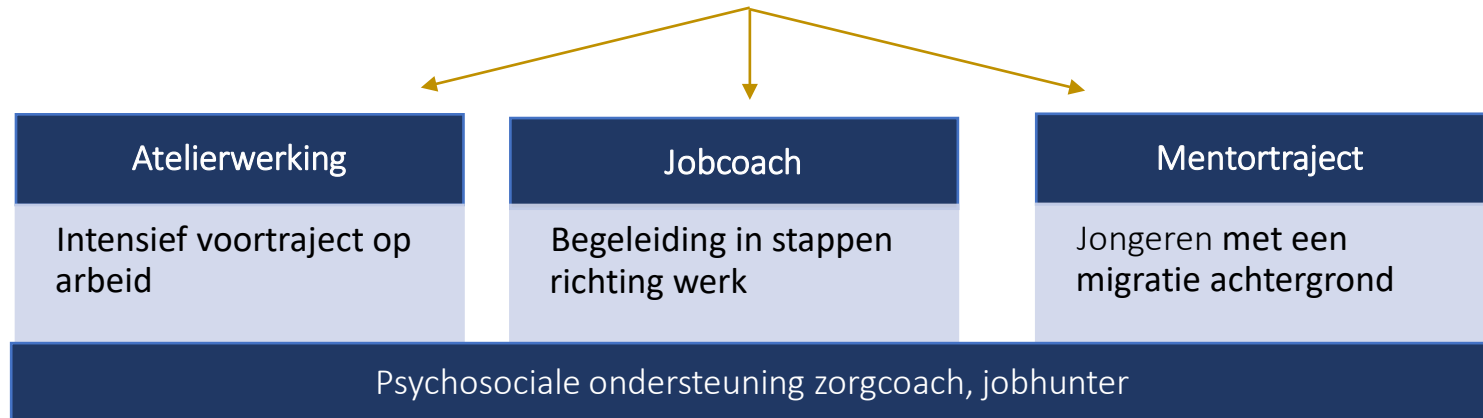 Atelierwerking
Intensief voortraject op
arbeid
Jobcoach
Begeleiding in stappen
richting werk
Mentortraject
Jongeren met een
migratie achtergrond
Psychosociale ondersteuning zorgcoach, jobhunter